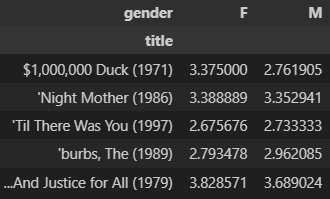 gender F M
title
$1,000,000 Duck (1971) 3.375000 2.761905
'Night Mother (1986) 3.388889 3.352941
'Til There Was You (1997) 2.675676 2.733333
'burbs, The (1989) 2.793478 2.962085
...And Justice for All (1979) 3.828571 3.689024